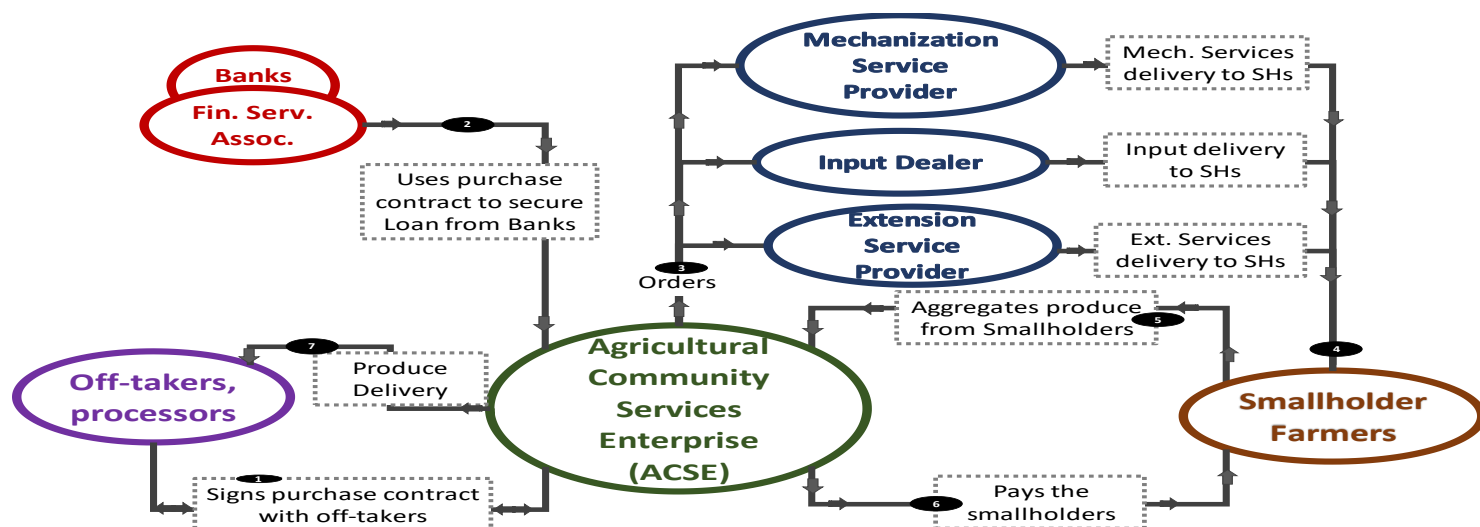 Banks
Fin. Serv.
Assoc.
2
Uses purchase
contract to secure
Loan from Banks
Mechanization
Service
Provider
Mech. Services
delivery to SHs
Input Dealer
Input delivery
to SHs
Extension
Service
Provider
Ext. Services
delivery to SHs
3
Orders
Aggregates produce
from Smallholders
5
4
7
Produce
Delivery
Off-takers,
processors
Agricultural
Community
Services
Enterprise
(ACSE)
Smallholder
Farmers
1
Signs purchase contract
with off-takers
6
Pays the
smallholders